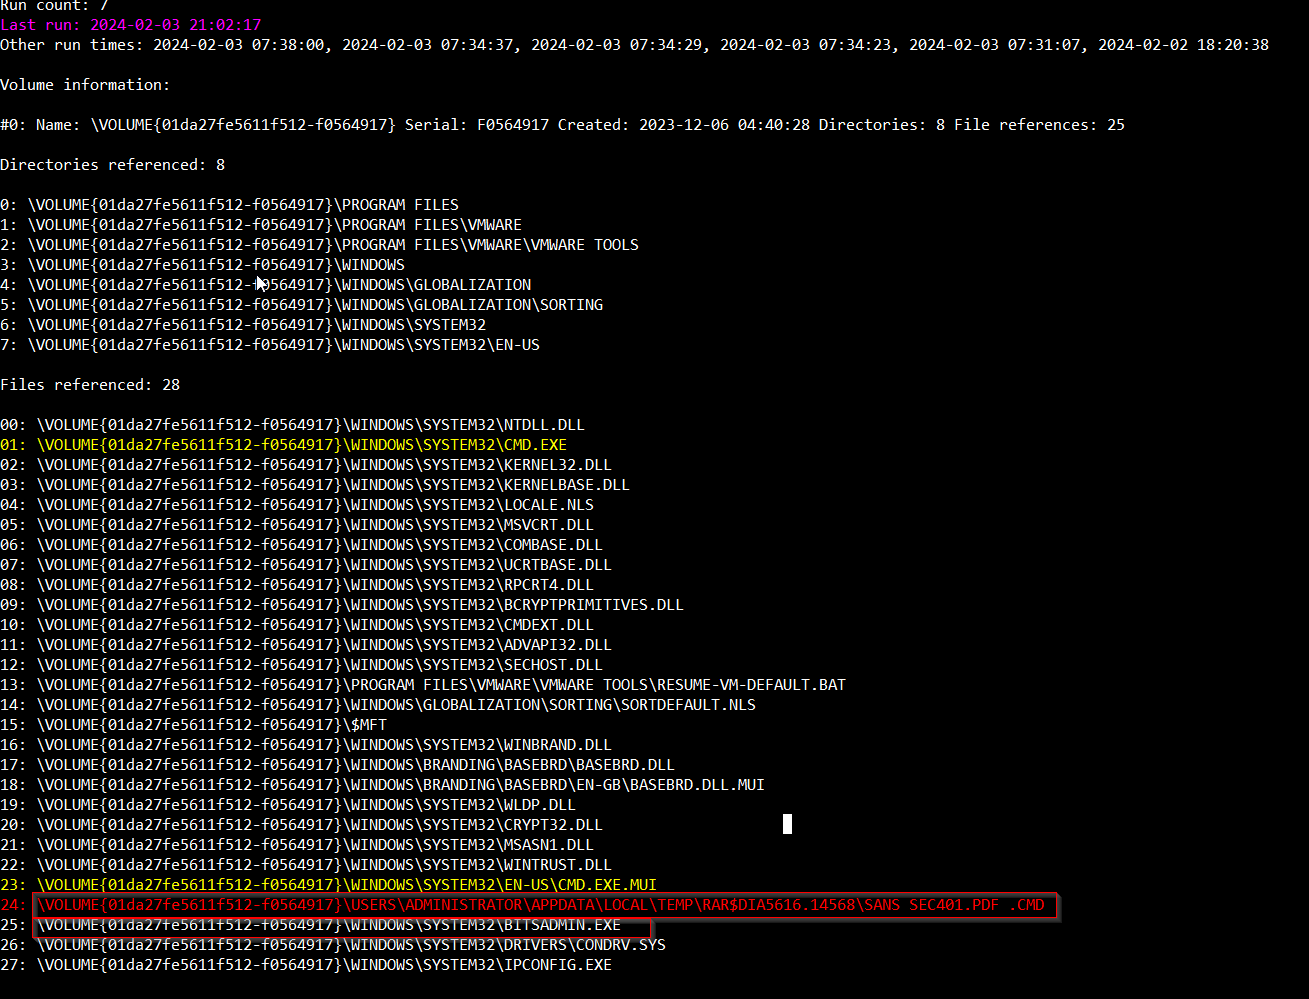 Run count: 7
Last run: 2024-02-03 21:02:17
Other run times: 2024-02-03 07:38:00, 2024-02-03 07:34:37, 2024-02-03 07:34:29, 2024-02-03 07:34:23, 2024-02-03 07:31:07, 2024-02-02 18:20:38
Volume information:
#0: Name: \VOLUME{01da27fe5611f512-f0564917} Serial: F0564917 Created: 2023-12-06 04:40:28 Directories: 8 File references: 25
Directories referenced: 8
0: \VOLUME{01da27fe5611f512-f0564917}\PROGRAM FILES
1: \VOLUME{01da27fe5611f512-f0564917}\PROGRAM FILES\VMWARE
2: \VOLUME{01da27fe5611f512-f0564917}\PROGRAM FILES\VMWARE\VMWARE TOOLS
3: \VOLUME{01da27fe5611f512-f0564917}\WINDOWS
4: \VOLUME{01da27fe5611f512-f0564917}\WINDOWS\GLOBALIZATION
5: \VOLUME{01da27fe5611f512-f0564917}\WINDOWS\GLOBALIZATION\SORTING
6: \VOLUME{01da27fe5611f512-f0564917}\WINDOWS\SYSTEM32
7: \VOLUME{01da27fe5611f512-f0564917}\WINDOWS\SYSTEM32\EN-US
Files referenced: 28
00: \VOLUME{01da27fe5611f512-f0564917}\WINDOWS\SYSTEM32\NTDLL.DLL
01: \VOLUME{01da27fe5611f512-f0564917}\WINDOWS\SYSTEM32\CMD.EXE
02: \VOLUME{01da27fe5611f512-f0564917}\WINDOWS\SYSTEM32\KERNEL32.DLL
03: \VOLUME{01da27fe5611f512-f0564917}\WINDOWS\SYSTEM32\KERNELBASE.DLL
04: \VOLUME{01da27fe5611f512-f0564917}\WINDOWS\SYSTEM32\LOCALE.NLS
05: \VOLUME{01da27fe5611f512-f0564917}\WINDOWS\SYSTEM32\MSVCRT.DLL
06: \VOLUME{01da27fe5611f512-f0564917}\WINDOWS\SYSTEM32\COMBASE.DLL
07: \VOLUME{01da27fe5611f512-f0564917}\WINDOWS\SYSTEM32\UCRTBASE.DLL
08: \VOLUME{01da27fe5611f512-f0564917}\WINDOWS\SYSTEM32\RPCRT4.DLL
09: \VOLUME{01da27fe5611f512-f0564917}\WINDOWS\SYSTEM32\BCRYPTPRIMITIVES.DLL
10: \VOLUME{01da27fe5611f512-f0564917}\WINDOWS\SYSTEM32\CMDEXT.DLL
11: \VOLUME{01da27fe5611f512-f0564917}\WINDOWS\SYSTEM32\ADVAPI32.DLL
12: \VOLUME{01da27fe5611f512-f0564917}\WINDOWS\SYSTEM32\SECHOST.DLL
13: \VOLUME{01da27fe5611f512-f0564917}\PROGRAM FILES\VMWARE\VMWARE TOOLS\RESUME-VM-DEFAULT.BAT
14: \VOLUME{01da27fe5611f512-f0564917}\WINDOWS\GLOBALIZATION\SORTING\SORTDEFAULT.NLS
15: \VOLUME{01da27fe5611f512-f0564917}\$MFT
16: \VOLUME{01da27fe5611f512-f0564917}\WINDOWS\SYSTEM32\WINBRAND.DLL
17: \VOLUME{01da27fe5611f512-f0564917}\WINDOWS\BRANDING\BASEBRD\BASEBRD.DLL
18: \VOLUME{01da27fe5611f512-f0564917}\WINDOWS\BRANDING\BASEBRD\EN-GB\BASEBRD.DLL.MUI
19: \VOLUME{01da27fe5611f512-f0564917}\WINDOWS\SYSTEM32\WLDP.DLL
20: \VOLUME{01da27fe5611f512-f0564917}\WINDOWS\SYSTEM32\CRYPT32.DLL
21: \VOLUME{01da27fe5611f512-f0564917}\WINDOWS\SYSTEM32\MSASN1.DLL
22: \VOLUME{01da27fe5611f512-f0564917}\WINDOWS\SYSTEM32\WINTRUST.DLL
23: \VOLUME{01da27fe5611f512-f0564917}\WINDOWS\SYSTEM32\EN-US\CMD.EXE.MUI
24: \VOLUME{01da27fe5611f512-f0564917}\USERS\ADMINISTRATOR\APPDATA\LOCAL\TEMP\RAR$DIA5616.14568\SANS SEC401.PDF .CMD
25: \VOLUME{01da27fe5611f512-f0564917}\WINDOWS\SYSTEM32\BITSADMIN.EXE
26: \VOLUME{01da27fe5611f512-f0564917}\WINDOWS\SYSTEM32\DRIVERS\CONDRV.SYS
27: \VOLUME{01da27fe5611f512-f0564917}\WINDOWS\SYSTEM32\IPCONFIG.EXE